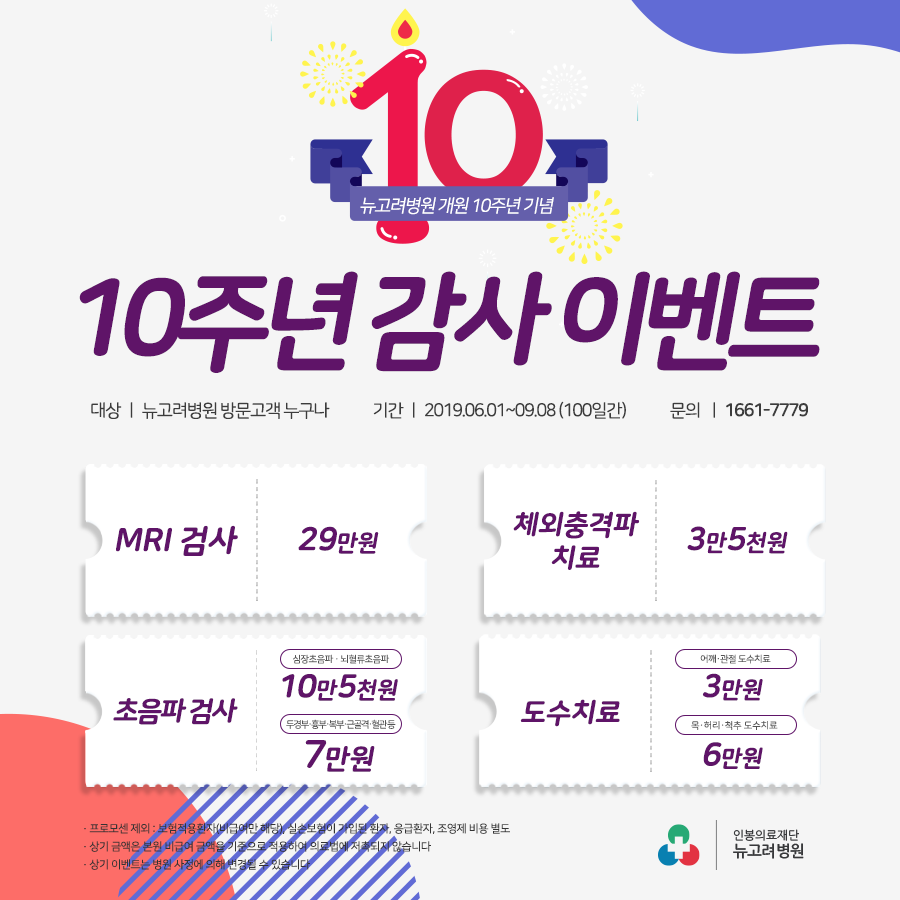 10
뉴고려병원 개원 10주년 기념
10주년 감사 이벤트
대상 | 뉴고려병원 방문고객 누구나
기간 | 2019.06.01~09.08 (100일간)
문의 | 1661-7779
MRI 검사
29만원
체외충격파
치료
3만5천원
초음파 검사
심장초음파 · 뇌혈류초음파
10만5천원
두경부·흉부·복부·근골격·혈관등
7만원
도수치료
어깨·관절 도수치료
3만원
목·허리·척추 도수치료
6만원
· 프로모션 제외 : 보험적용환자(비급여만 해당), 실손보험이 가입된 환자, 응급환자, 조영제 비용 별도
· 상기 금액은 본원 비급여 금액을 기준으로 적용하여 의료법에 저촉되지 않습니다
· 상기 이벤트는 병원 사정에 의해 변경될 수 있습니다
인봉의료재단
뉴고려병원